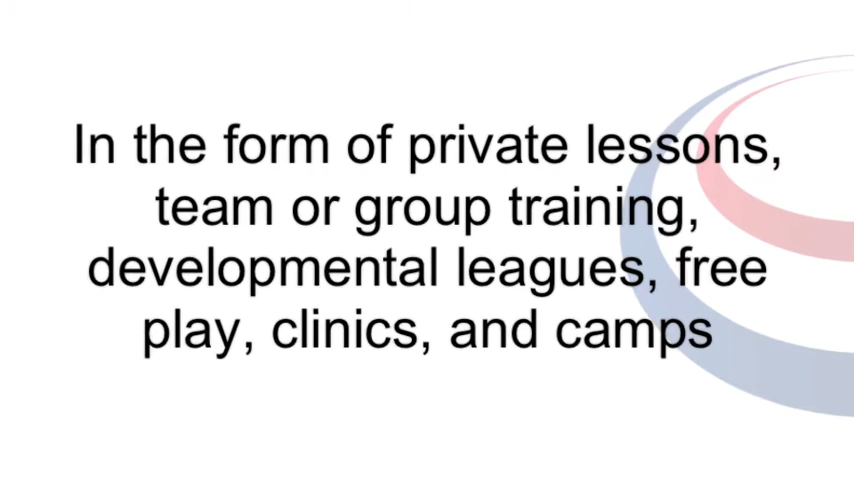 In the form of private lessons,
team or group training,
developmental leagues, free
play, clinics, and camps